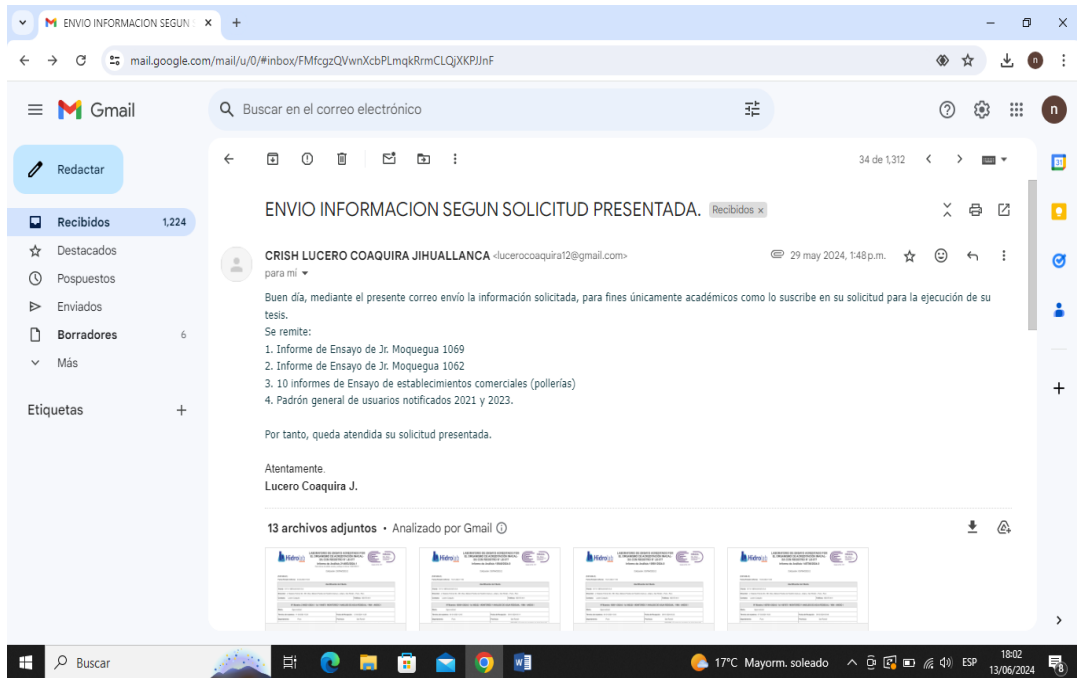 ENVIO INFORMACION SEGUN
mail.google.com/mail/u/0/#inbox/FMfcgzQVwnXcbPLmqkRrmCLQjXKPJJnF
n
Gmail
Buscar en el correo electrónico
n
Redactar
34 de 1,312
31
Recibidos 1,224
Destacados
Pospuestos
Enviados
Borradores 6
Más
Etiquetas
ENVIO INFORMACION SEGUN SOLICITUD PRESENTADA. Recibidos x
CRISH LUCERO COAQUIRA JIHUALLANCA <lucerocoaquira12@gmail.com> 29 may 2024, 1:48 p.m.
para mí
Buen día, mediante el presente correo envío la información solicitada, para fines únicamente académicos como lo suscribe en su solicitud para la ejecución de su
tesis.
Se remite:
1. Informe de Ensayo de Jr. Moquegua 1069
2. Informe de Ensayo de Jr. Moquegua 1062
3. 10 informes de Ensayo de establecimientos comerciales (pollerías)
4. Padrón general de usuarios notificados 2021 y 2023.
Por tanto, queda atendida su solicitud presentada.
Atentamente.
Lucero Coaquira J.
13 archivos adjuntos • Analizado por Gmail
Buscar
17°C Mayorm. soleado
ESP
18:02
13/06/2024